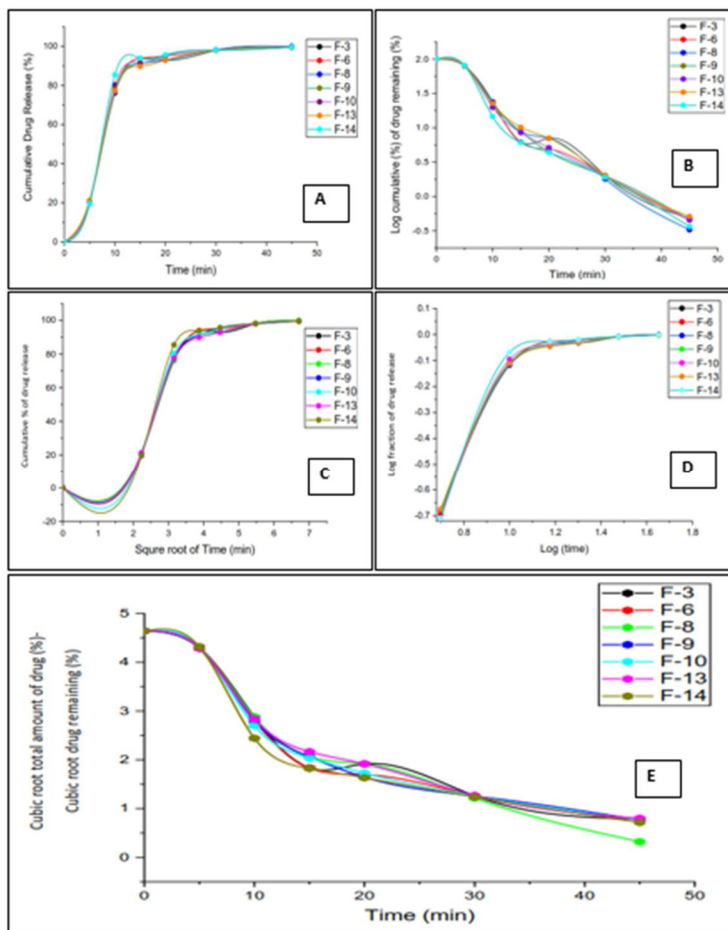 Cumulative Drug Release (%)
100
80
60
40
20
0
0 10 20 30 40 50
Time (min)
F-3
F-6
F-8
F-9
F-10
F-13
F-14
A
Log cumulative (%) of drug remaining (%)
2.0
1.5
1.0
0.5
0.0
-0.5
0 10 20 30 40 50
Time (min)
F-3
F-6
F-8
F-9
F-10
F-13
F-14
B
Cumulative % of drug release
100
80
60
40
20
0
-20
0 1 2 3 4 5 6 7
Squre root of Time (min)
F-3
F-6
F-8
F-9
F-10
F-13
F-14
C
Log fraction of drug release
0.1
0.0
-0.1
-0.2
-0.3
-0.4
-0.5
-0.6
-0.7
0.8 1.0 1.2 1.4 1.6 1.8
Log (time)
F-3
F-6
F-8
F-9
F-10
F-13
F-14
D
Cubic root total amount of drug (%)-
Cubic root drug remaining (%)
5
4
3
2
1
0
0 10 20 30 40 50
Time (min)
F-3
F-6
F-8
F-9
F-10
F-13
F-14
E